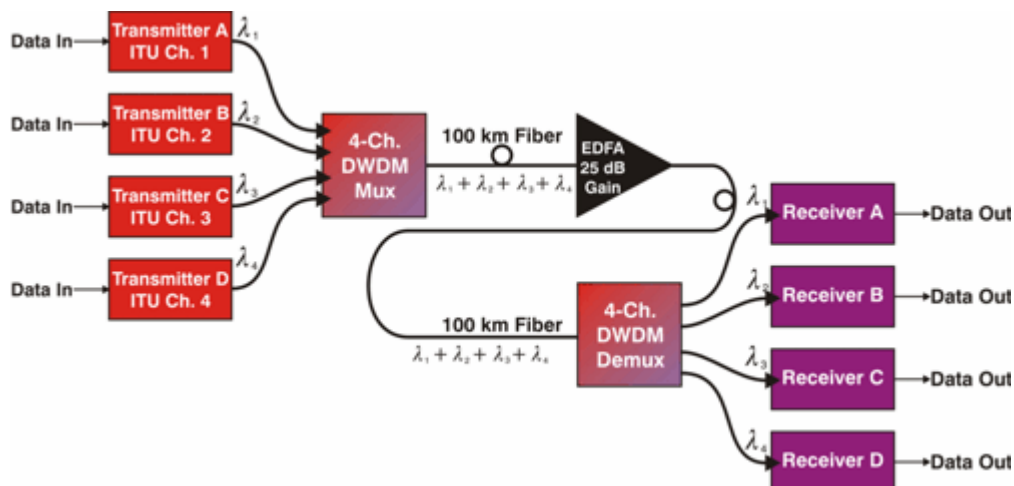 Data In
Transmitter A
ITU Ch. 1
λ₁
Data In
Transmitter B
ITU Ch. 2
λ₂
Data In
Transmitter C
ITU Ch. 3
λ₃
Data In
Transmitter D
ITU Ch. 4
λ₄
4-Ch.
DWDM
Mux
100 km Fiber
λ₁ + λ₂ + λ₃ + λ₄
EDFA
25 dB
Gain
100 km Fiber
λ₁ + λ₂ + λ₃ + λ₄
4-Ch.
DWDM
Demux
λ₁
Receiver A
Data Out
λ₂
Receiver B
Data Out
λ₃
Receiver C
Data Out
λ₄
Receiver D
Data Out